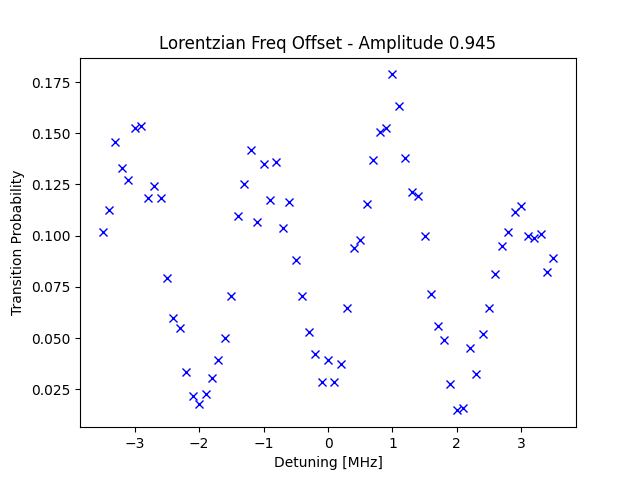 Lorentzian Freq Offset - Amplitude 0.945
0.175
0.150
0.125
0.100
0.075
0.050
0.025
Transition Probability
−3 −2 −1 0 1 2 3
Detuning [MHz]